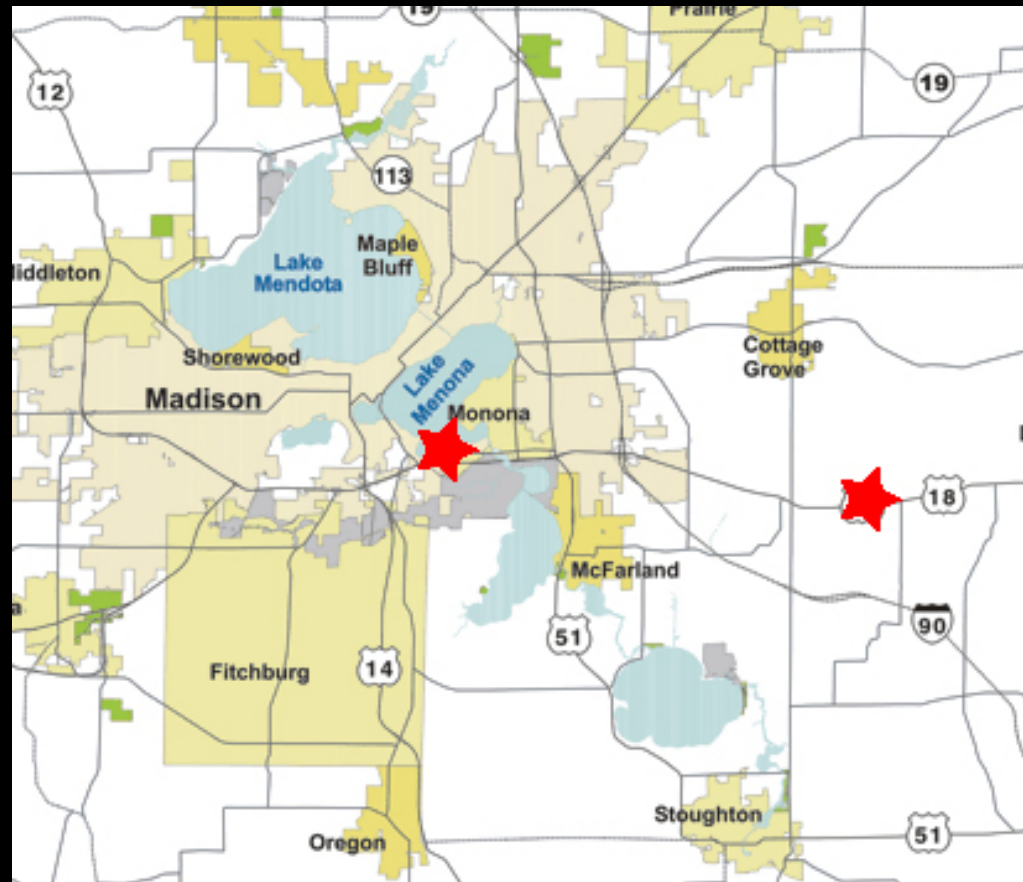 19
Prairie
12
19
113
Maple
Bluff
Lake
Mendota
iddleton
Shorewood
Cottage
Grove
Lake
Menona
Madison
Monona
18
McFarland
90
51
Fitchburg
14
Stoughton
Oregon
51